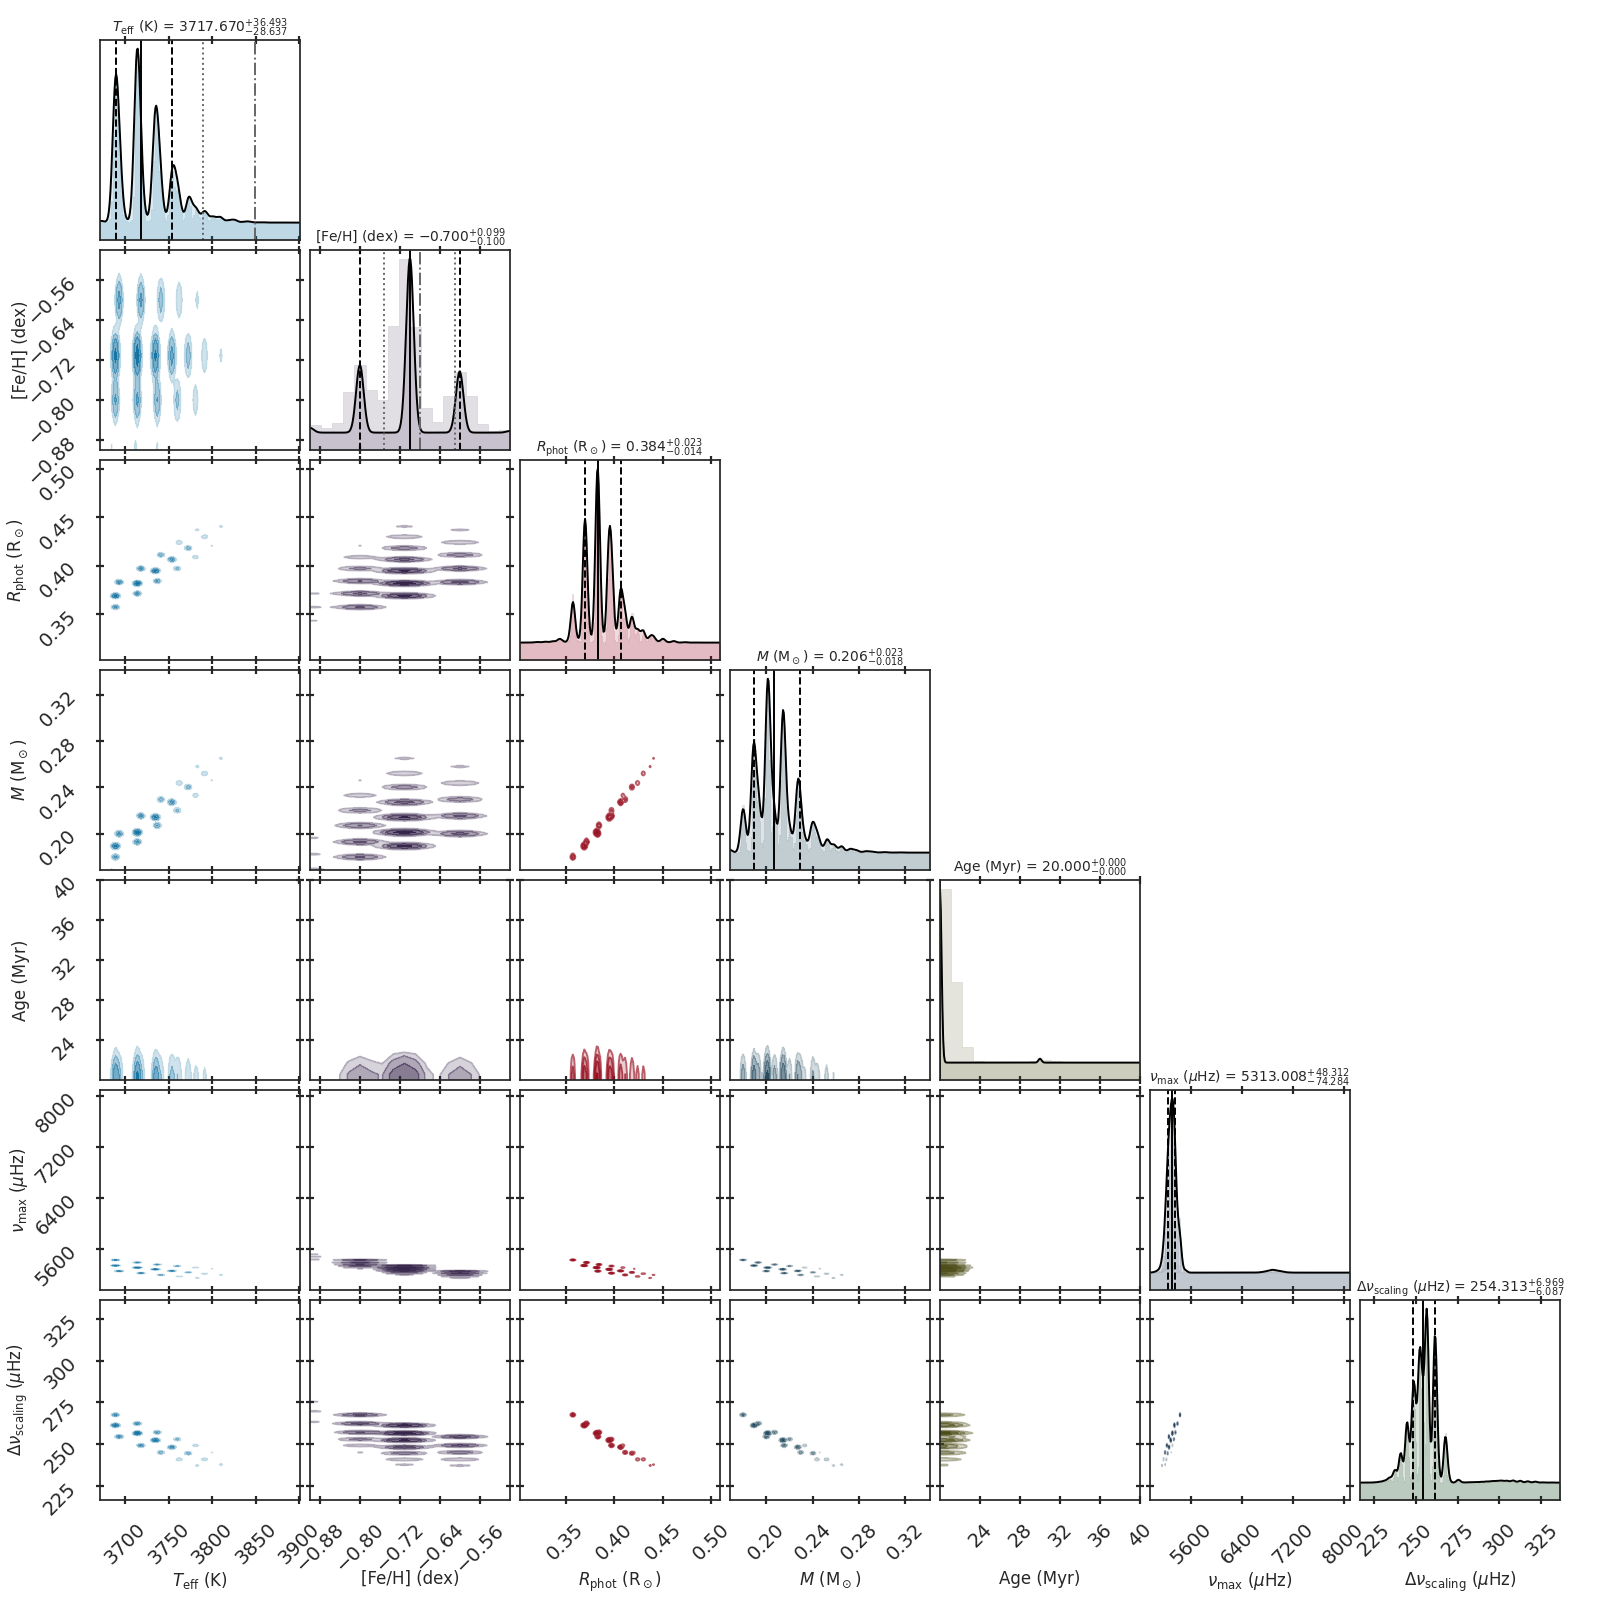 T_eff (K) = 3717.670 +36.493 −28.637
[Fe/H] (dex) = −0.700 +0.099 −0.100
−0.56
−0.64
−0.72
−0.80
−0.88
[Fe/H] (dex)
R_phot (R⊙) = 0.384 +0.023 −0.014
0.50
0.45
0.40
0.35
R_phot (R⊙)
M (M⊙) = 0.206 +0.023 −0.018
0.32
0.28
0.24
0.20
M (M⊙)
Age (Myr) = 20.000 +0.000 −0.000
40
36
32
28
24
Age (Myr)
ν_max (μHz) = 5313.008 +48.312 −74.284
8000
7200
6400
5600
ν_max (μHz)
Δν_scaling (μHz) = 254.313 +6.969 −6.087
325
300
275
250
225
Δν_scaling (μHz)
3700 3750 3800 3850 3900
−0.88 −0.80 −0.72 −0.64 −0.56
0.35 0.40 0.45 0.50
0.20 0.24 0.28 0.32
24 28 32 36 40
5600 6400 7200 8000
225 250 275 300 325
T_eff (K)
[Fe/H] (dex)
R_phot (R⊙)
M (M⊙)
Age (Myr)
ν_max (μHz)
Δν_scaling (μHz)